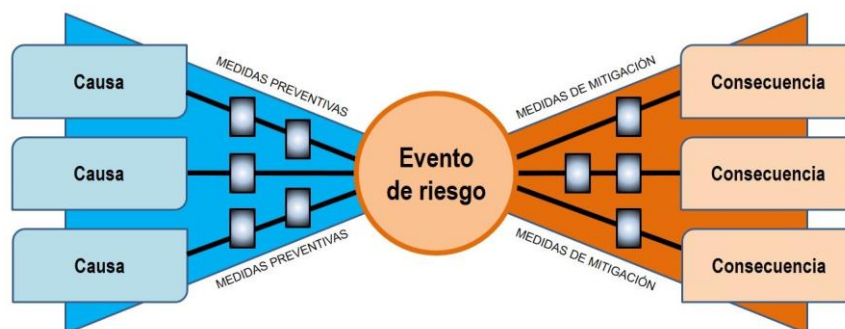 Causa
MEDIDAS PREVENTIVAS
MEDIDAS DE MITIGACIÓN
Consecuencia
Causa
Evento
de riesgo
Consecuencia
Causa
MEDIDAS PREVENTIVAS
MEDIDAS DE MITIGACIÓN
Consecuencia